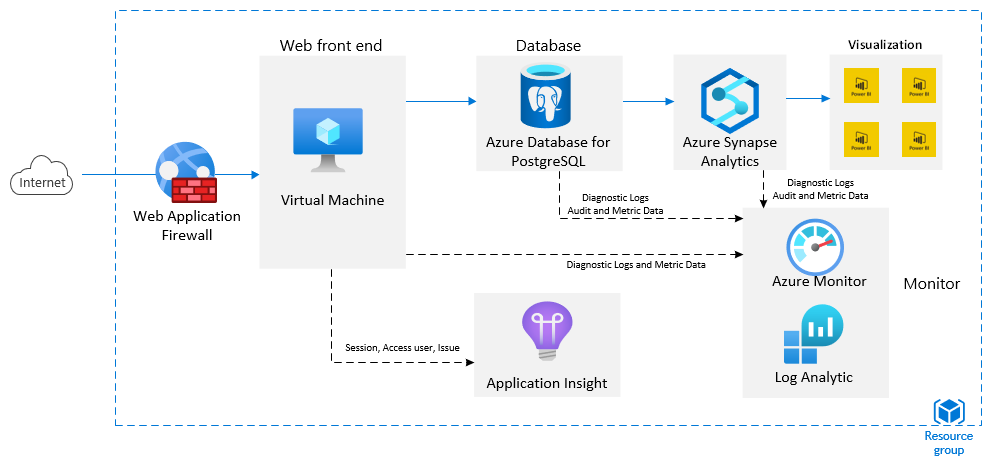 Web front end
Database
Visualization
Power BI
Power BI
Power BI
Power BI
Azure Database for
PostgreSQL
Azure Synapse
Analytics
Internet
Virtual Machine
Web Application
Firewall
Diagnostic Logs
Audit and Metric Data
Diagnostic Logs
Audit and Metric Data
Diagnostic Logs and Metric Data
Azure Monitor
Monitor
Session, Access user, Issue
Application Insight
Log Analytic
Resource
group